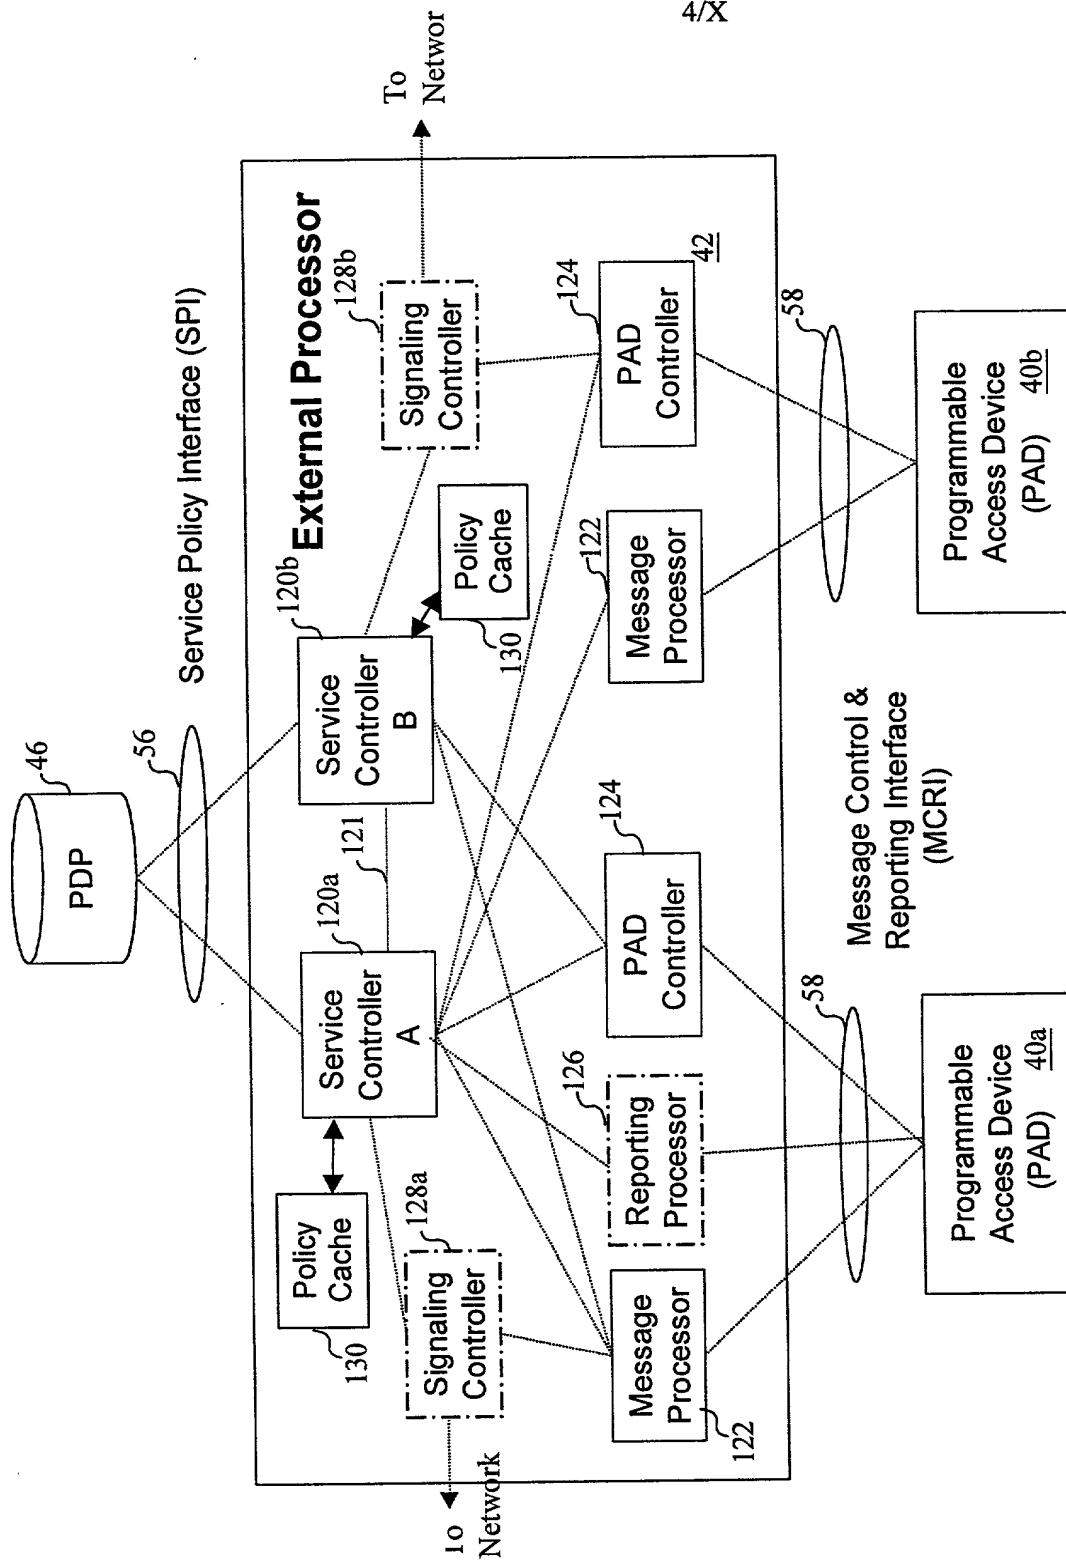 4/X
PDP
46
56
Service Policy Interface (SPI)
External Processor
Policy
Cache
130
Service
Controller
A
120a
121
Service
Controller
B
120b
Policy
Cache
130
Signaling
Controller
128a
Signaling
Controller
128b
To
Network
To
Networ
Message
Processor
122
Reporting
Processor
126
PAD
Controller
124
Message
Processor
122
PAD
Controller
124
42
58
Message Control &
Reporting Interface
(MCRI)
58
Programmable
Access Device
(PAD) 40a
Programmable
Access Device
(PAD) 40b